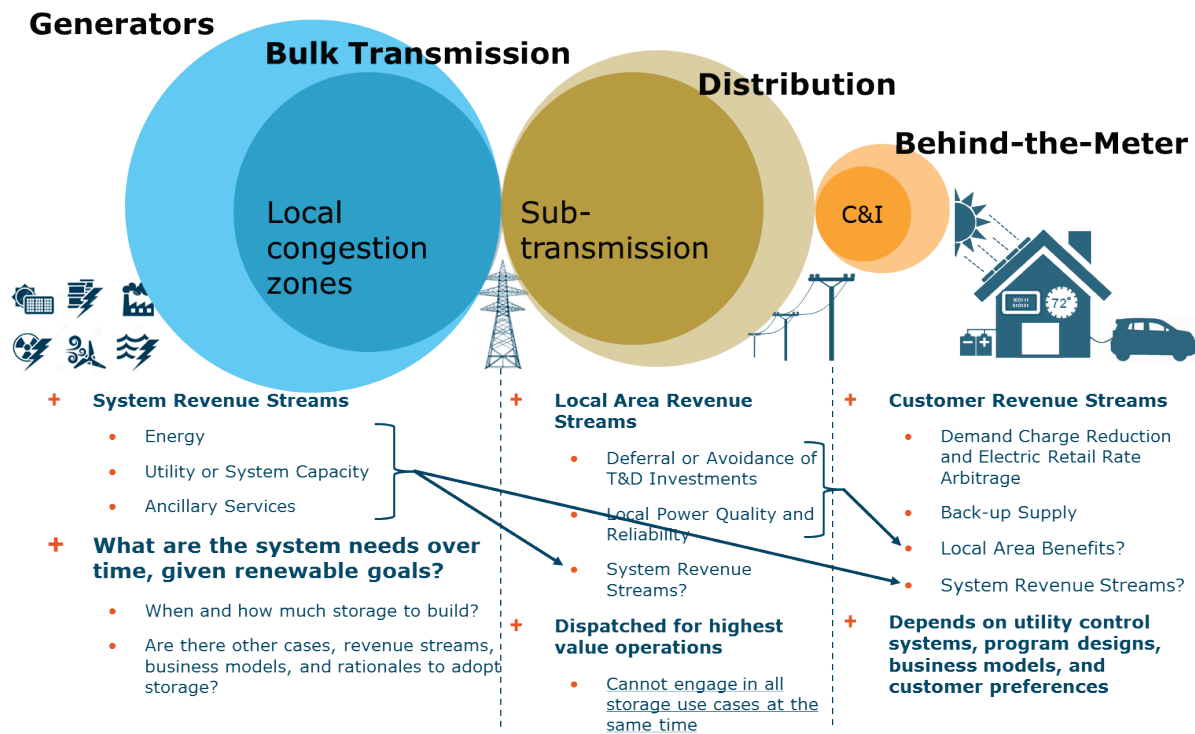 Generators
Bulk Transmission
Distribution
Behind-the-Meter
Local
congestion
zones
Sub-
transmission
C&I
72°
+ System Revenue Streams
• Energy
• Utility or System Capacity
• Ancillary Services
+ What are the system needs over
time, given renewable goals?
• When and how much storage to build?
• Are there other cases, revenue streams,
business models, and rationales to adopt
storage?
+ Local Area Revenue
Streams
• Deferral or Avoidance of
T&D Investments
• Local Power Quality and
Reliability
• System Revenue
Streams?
+ Dispatched for highest
value operations
• Cannot engage in all
storage use cases at the
same time
+ Customer Revenue Streams
• Demand Charge Reduction
and Electric Retail Rate
Arbitrage
• Back-up Supply
• Local Area Benefits?
• System Revenue Streams?
+ Depends on utility control
systems, program designs,
business models, and
customer preferences